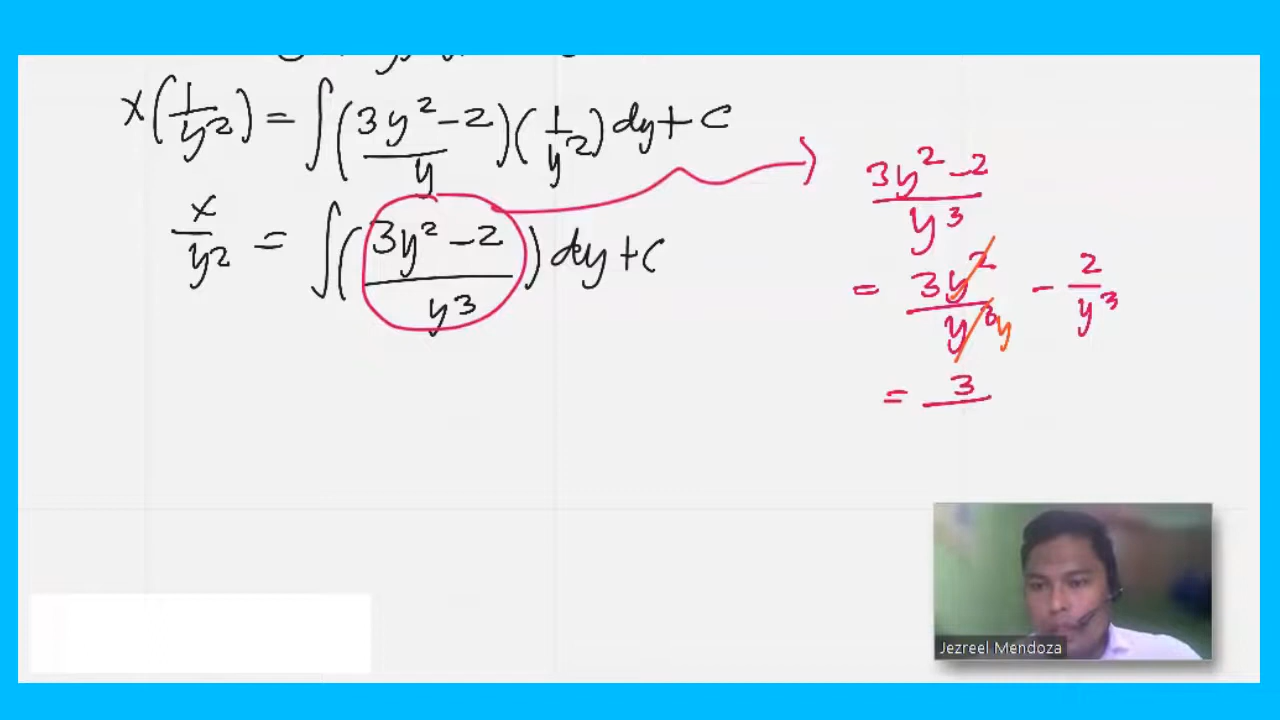 x(1/y²) = ∫(3y²-2/y)(1/y²)dy+C
x/y² = ∫(3y²-2/y³)dy+C
3y²-2/y³
= 3y²/y³ y - 2/y³
= 3
Jezreel Mendoza